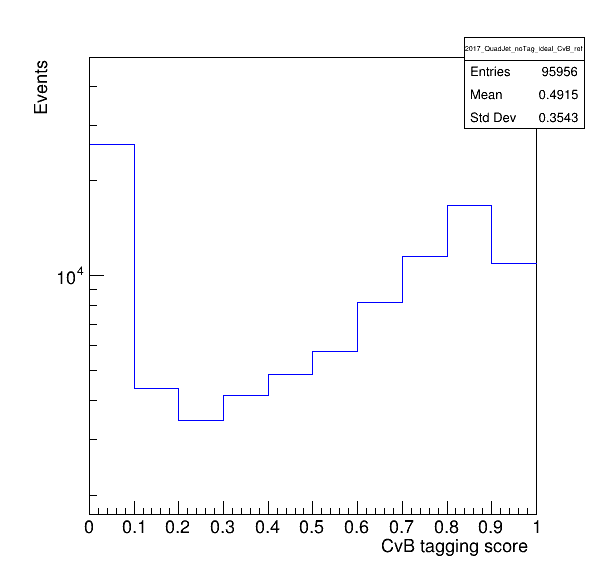 2017_QuadJet_noTag_ideal_CvB_ref
Entries 95956
Mean 0.4915
Std Dev 0.3543
Events
10^4
0 0.1 0.2 0.3 0.4 0.5 0.6 0.7 0.8 0.9 1
CvB tagging score